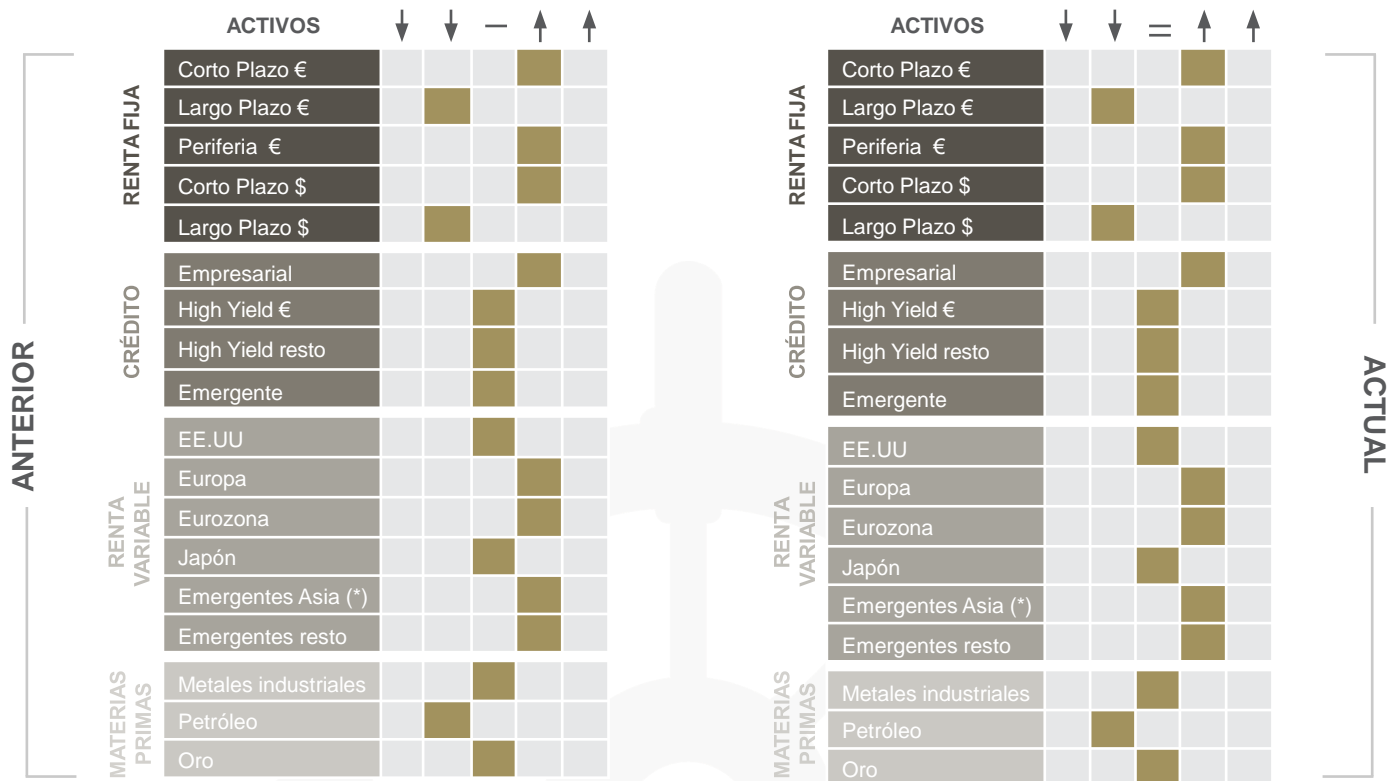 ANTERIOR
ACTIVOS
RENTA FIJA
Corto Plazo €
Largo Plazo €
Periferia €
Corto Plazo $
Largo Plazo $
CRÉDITO
Empresarial
High Yield €
High Yield resto
Emergente
RENTA
VARIABLE
EE.UU
Europa
Eurozona
Japón
Emergentes Asia (*)
Emergentes resto
MATERIAS
PRIMAS
Metales industriales
Petróleo
Oro
ACTUAL
ACTIVOS
RENTA FIJA
Corto Plazo €
Largo Plazo €
Periferia €
Corto Plazo $
Largo Plazo $
CRÉDITO
Empresarial
High Yield €
High Yield resto
Emergente
RENTA
VARIABLE
EE.UU
Europa
Eurozona
Japón
Emergentes Asia (*)
Emergentes resto
MATERIAS
PRIMAS
Metales industriales
Petróleo
Oro